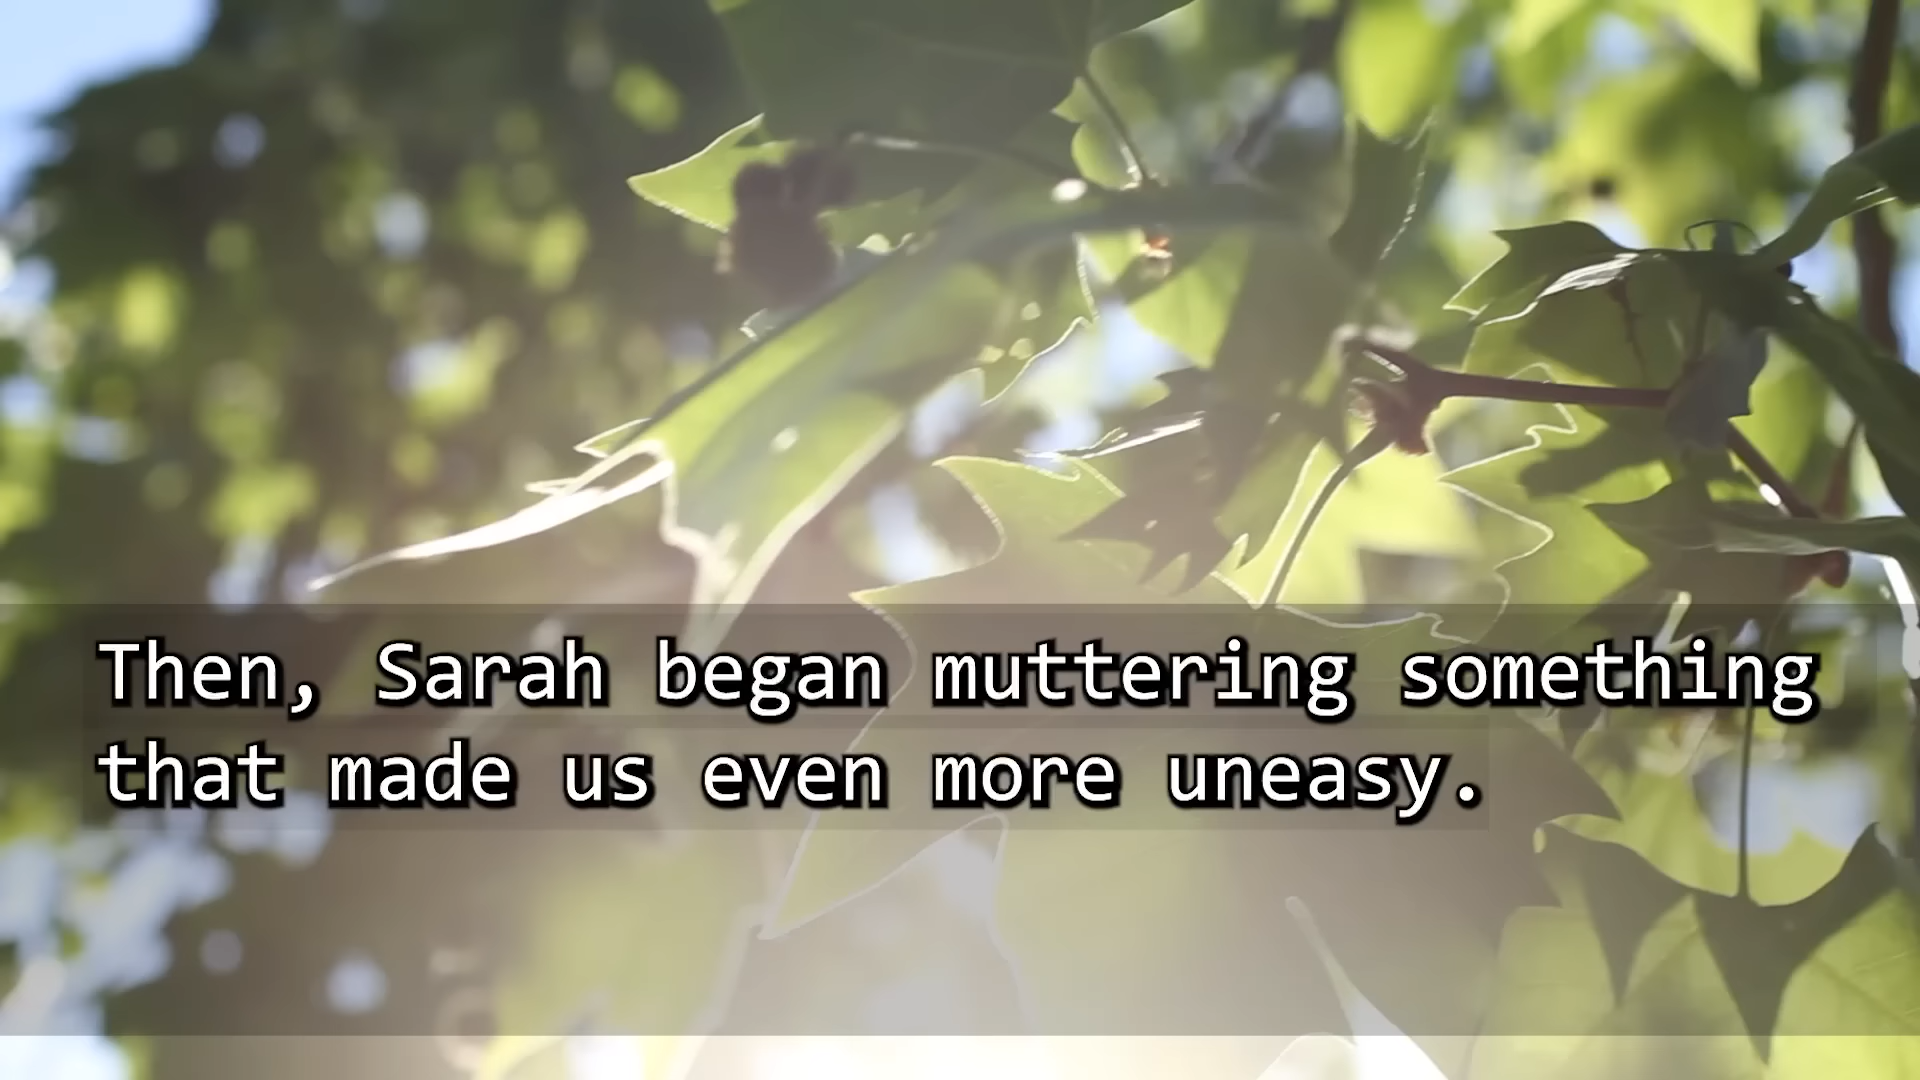 Then, Sarah began muttering something
that made us even more uneasy.